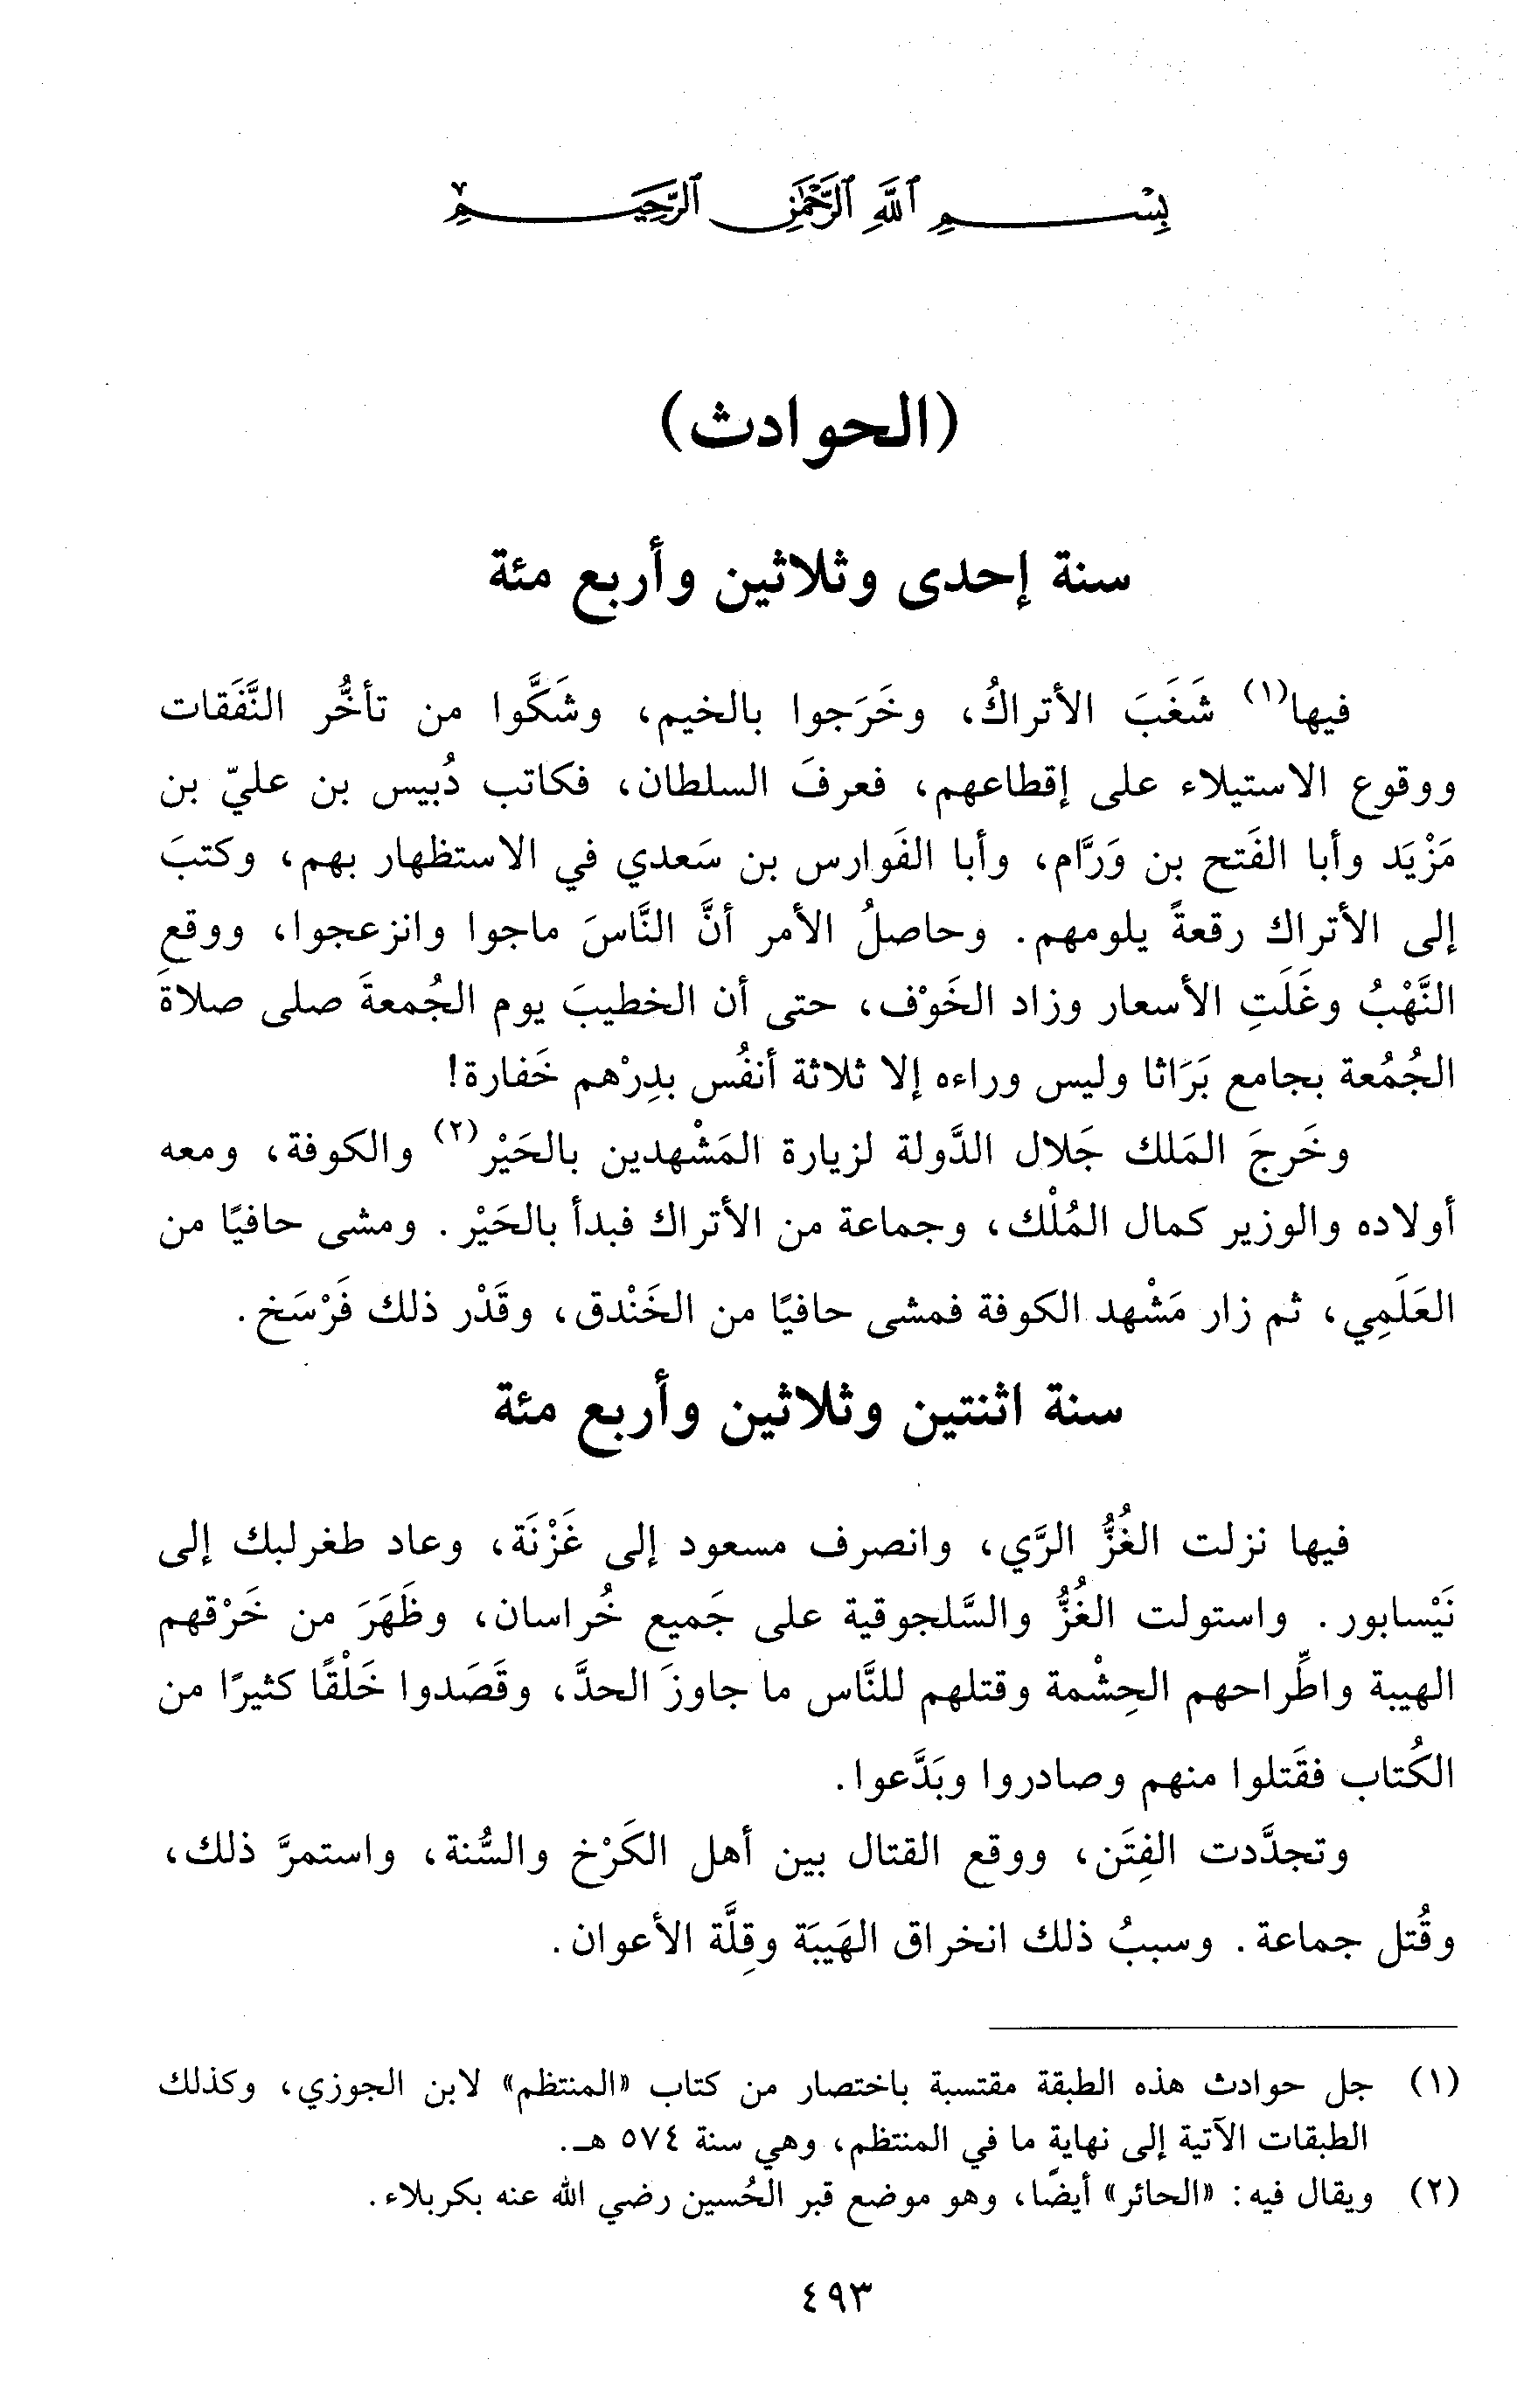 بِسْمِ ٱللَّهِ ٱلرَّحْمَٰنِ ٱلرَّحِيمِ
(الحوادث)
سنة إحدى وثلاثين وأربع مئة
فيها(١) شَغَبَ الأتراكُ، وخَرَجوا بالخيم، وشَكَّوا من تأخُّر النَّفَقات
ووقوع الاستيلاء على إقطاعهم، فعرفَ السلطان، فكاتب دُبيس بن عليّ بن
مَزْيَد وأبا الفَتح بن وَرَّام، وأبا الفَوارس بن سَعدي في الاستظهار بهم، وكتبَ
إلى الأتراك رقعةً يلومهم. وحاصلُ الأمر أنَّ النَّاسَ ماجوا وانزعجوا، ووقع
النَّهْبُ وغَلَتِ الأسعار وزاد الخَوْف، حتى أن الخطيبَ يوم الجُمعةَ صلى صلاةَ
الجُمُعة بجامع بَرَاثا وليس وراءه إلا ثلاثة أنفُس بدِرْهم خَفارة!
وخَرجَ المَلك جَلال الدَّولة لزيارة المَشْهدين بالحَيْر(٢) والكوفة، ومعه
أولاده والوزير كمال المُلْك، وجماعة من الأتراك فبدأ بالحَيْر. ومشى حافيًا من
العَلَمِي، ثم زار مَشْهد الكوفة فمشى حافيًا من الخَنْدق، وقَدْر ذلك فَرْسَخ.
سنة اثنتين وثلاثين وأربع مئة
فيها نزلت الغُزُّ الرَّي، وانصرف مسعود إلى غَزْنَة، وعاد طغرلبك إلى
نَيْسابور. واستولت الغُزُّ والسَّلجوقية على جَميع خُراسان، وظَهَرَ من خَرْقهم
الهيبة واطِّراحهم الحِشْمة وقتلهم للنَّاس ما جاوزَ الحدَّ، وقَصَدوا خَلْقًا كثيرًا من
الكُتاب فقَتلوا منهم وصادروا وبَدَّعوا.
وتجدَّدت الفِتَن، ووقع القتال بين أهل الكَرْخ والسُّنة، واستمرَّ ذلك،
وقُتل جماعة. وسببُ ذلك انخراق الهَيبَة وقِلَّة الأعوان.
(١) جل حوادث هذه الطبقة مقتسبة باختصار من كتاب «المنتظم» لابن الجوزي، وكذلك
الطبقات الآتية إلى نهاية ما في المنتظم، وهي سنة ٥٧٤ هـ.
(٢) ويقال فيه: «الحائر» أيضًا، وهو موضع قبر الحُسين رضي الله عنه بكربلاء.
٤٩٣